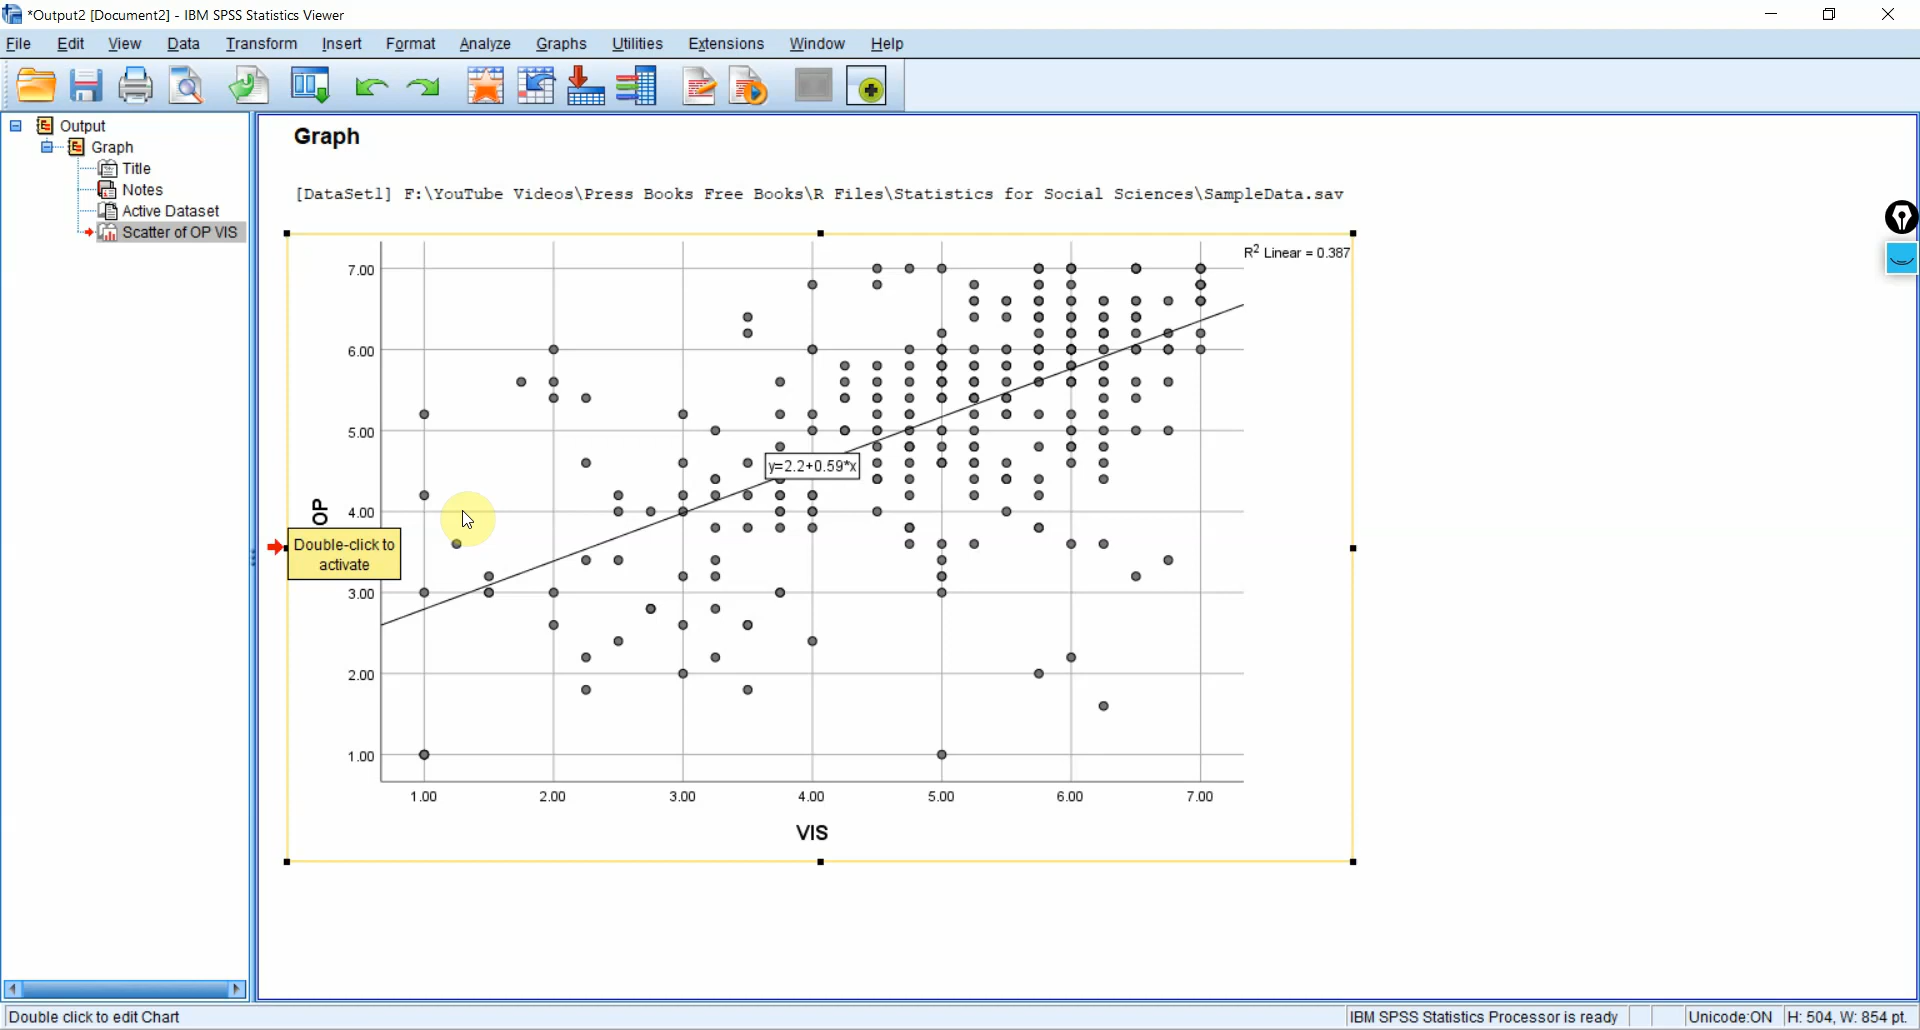 *Output2 [Document2] - IBM SPSS Statistics Viewer
File Edit View Data Transform Insert Format Analyze Graphs Utilities Extensions Window Help
Output
Graph
Title
Notes
Active Dataset
Scatter of OP VIS
Graph
[DataSet1] F:\YouTube Videos\Press Books Free Books\R Files\Statistics for Social Sciences\SampleData.sav
R² Linear = 0.387
7.00
6.00
5.00
y=2.2+0.59*x
OP
4.00
Double-click to
activate
3.00
2.00
1.00
1.00 2.00 3.00 4.00 5.00 6.00 7.00
VIS
Double click to edit Chart
IBM SPSS Statistics Processor is ready
Unicode:ON
H: 504, W: 854 pt.